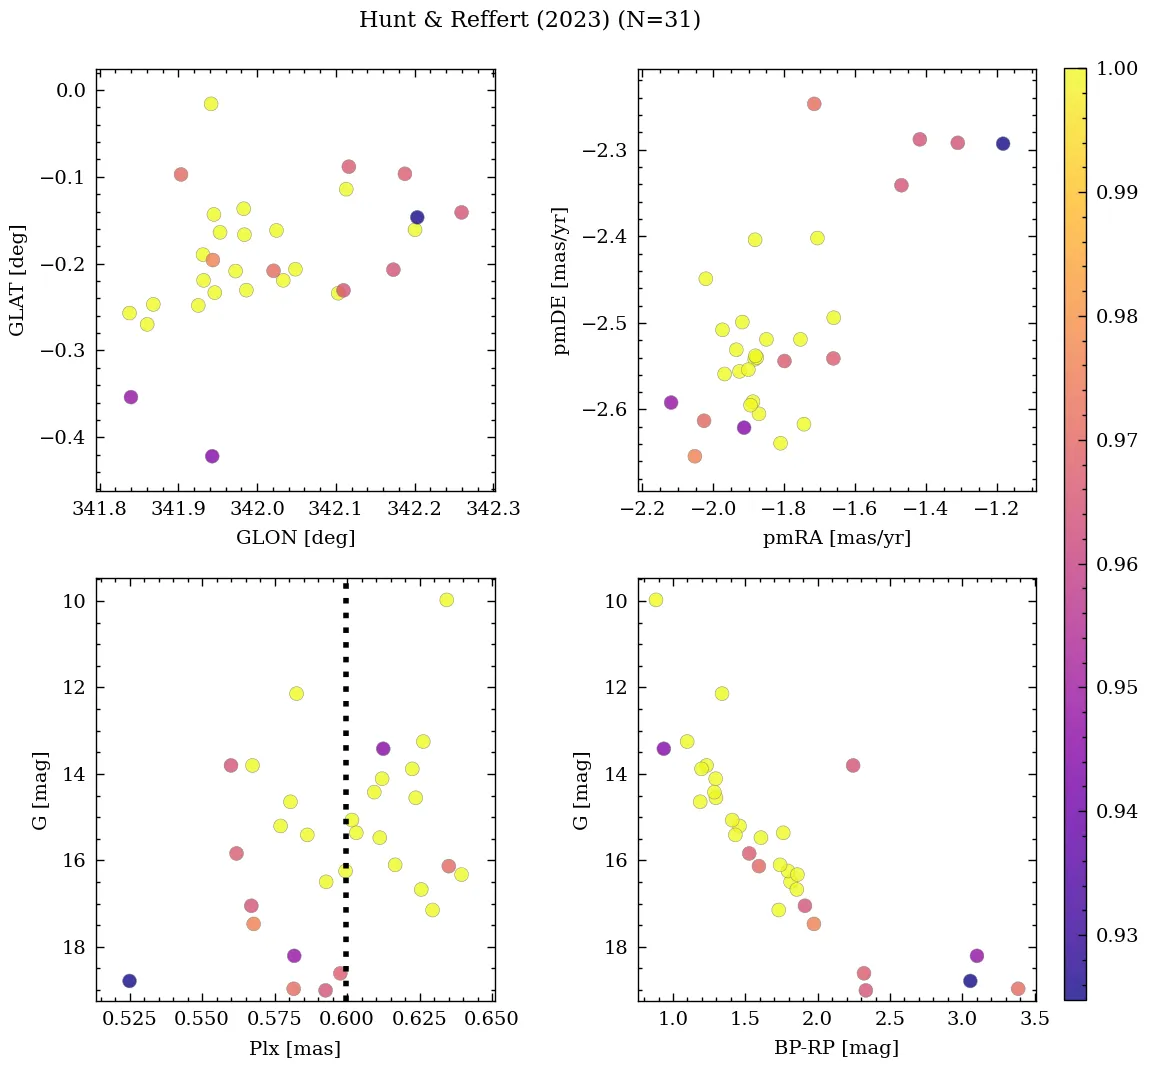 Hunt & Reffert (2023) (N=31)
0.0
−0.1
−0.2
−0.3
−0.4
GLAT [deg]
341.8 341.9 342.0 342.1 342.2 342.3
GLON [deg]
−2.3
−2.4
−2.5
−2.6
pmDE [mas/yr]
−2.2 −2.0 −1.8 −1.6 −1.4 −1.2
pmRA [mas/yr]
10
12
14
16
18
G [mag]
0.525 0.550 0.575 0.600 0.625 0.650
Plx [mas]
10
12
14
16
18
G [mag]
1.0 1.5 2.0 2.5 3.0 3.5
BP-RP [mag]
1.00
0.99
0.98
0.97
0.96
0.95
0.94
0.93